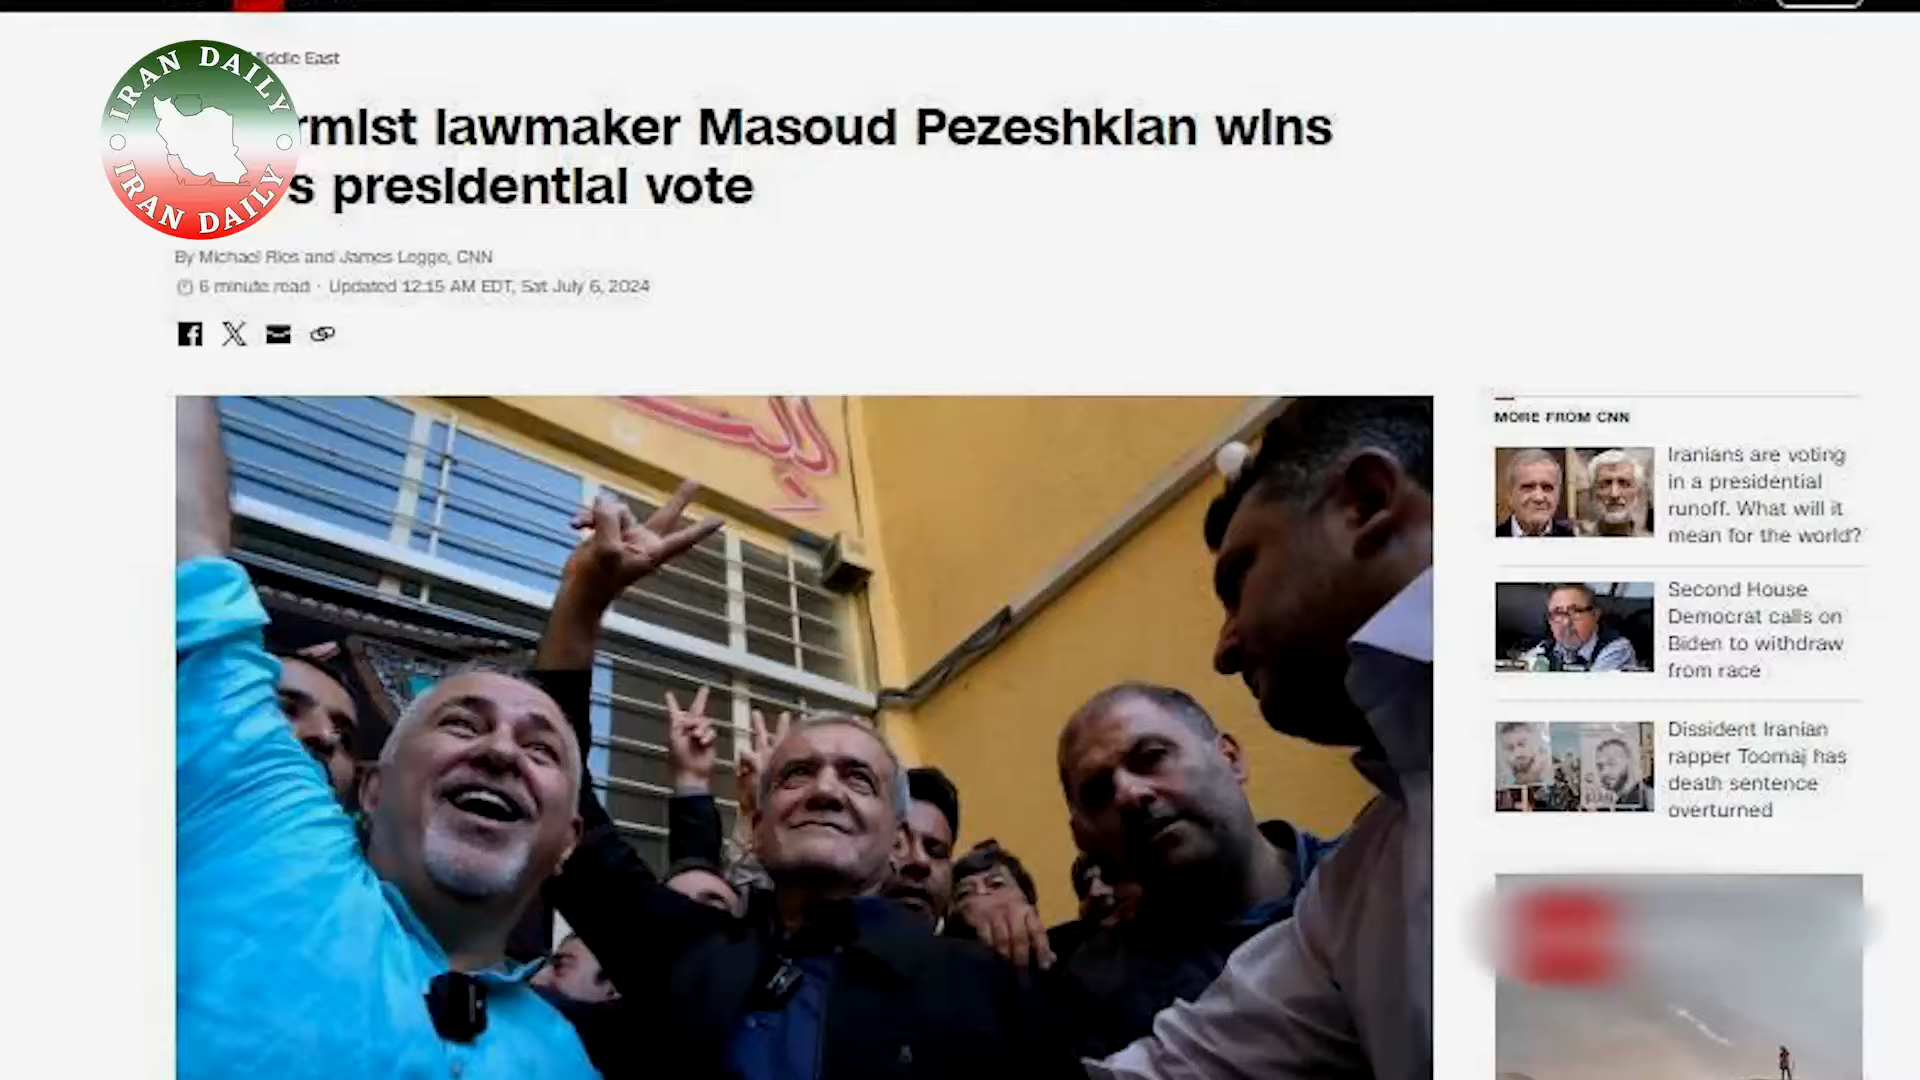 IRAN DAILY
IRAN DAILY
Middle East
rmist lawmaker Masoud Pezeshkian wins
s presidential vote
By Michael Rios and James Legge, CNN
6 minute read · Updated 12:15 AM EDT, Sat July 6, 2024
MORE FROM CNN
Iranians are voting
in a presidential
runoff. What will it
mean for the world?
Second House
Democrat calls on
Biden to withdraw
from race
Dissident Iranian
rapper Toomaj has
death sentence
overturned